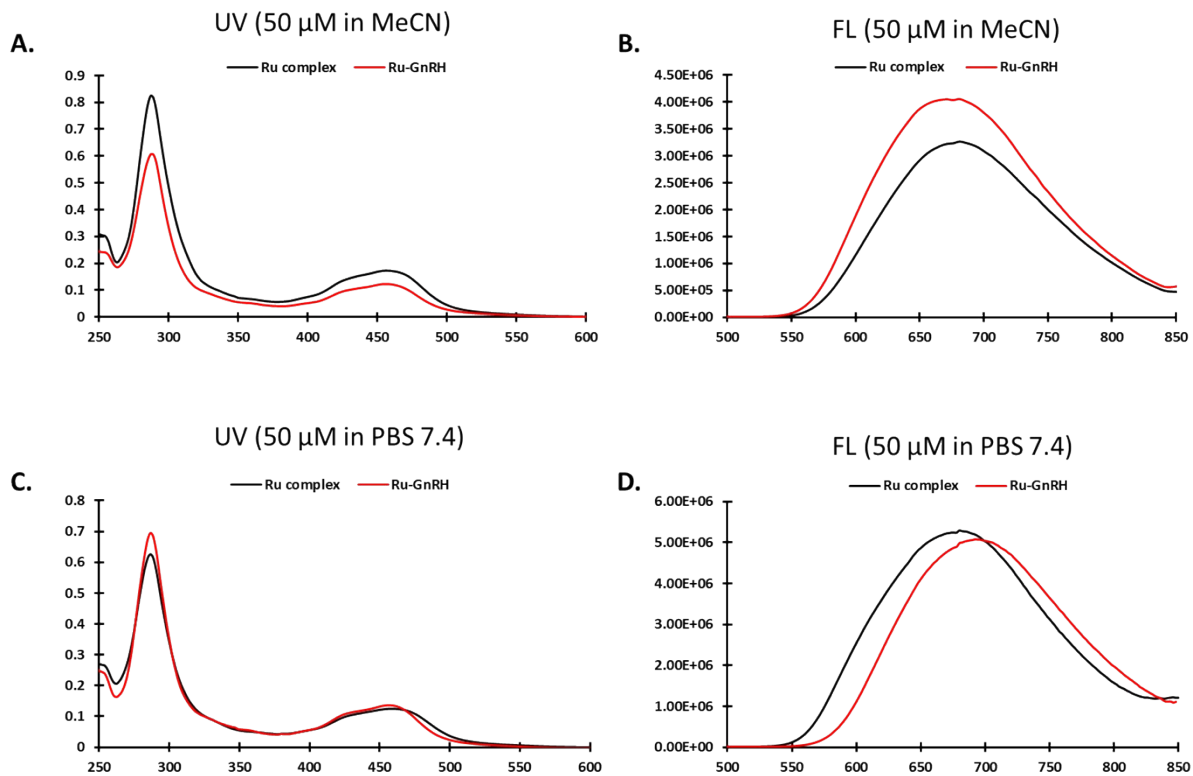 A.
UV (50 μM in MeCN)
Ru complex Ru-GnRH
0.9
0.8
0.7
0.6
0.5
0.4
0.3
0.2
0.1
0
250 300 350 400 450 500 550 600
B.
FL (50 μM in MeCN)
Ru complex Ru-GnRH
4.50E+06
4.00E+06
3.50E+06
3.00E+06
2.50E+06
2.00E+06
1.50E+06
1.00E+06
5.00E+05
0.00E+00
500 550 600 650 700 750 800 850
C.
UV (50 μM in PBS 7.4)
Ru complex Ru-GnRH
0.8
0.7
0.6
0.5
0.4
0.3
0.2
0.1
0
250 300 350 400 450 500 550 600
D.
FL (50 μM in PBS 7.4)
Ru complex Ru-GnRH
6.00E+06
5.00E+06
4.00E+06
3.00E+06
2.00E+06
1.00E+06
0.00E+00
500 550 600 650 700 750 800 850